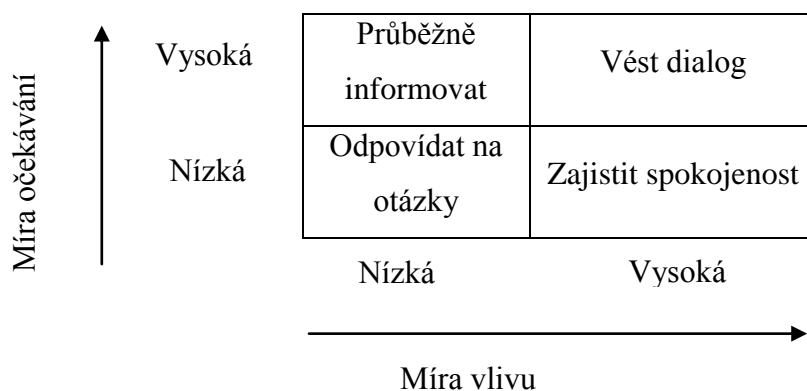 Míra očekávání
Vysoká
Průběžně
informovat
Vést dialog
Nízká
Odpovídat na
otázky
Zajistit spokojenost
Nízká
Vysoká
Míra vlivu